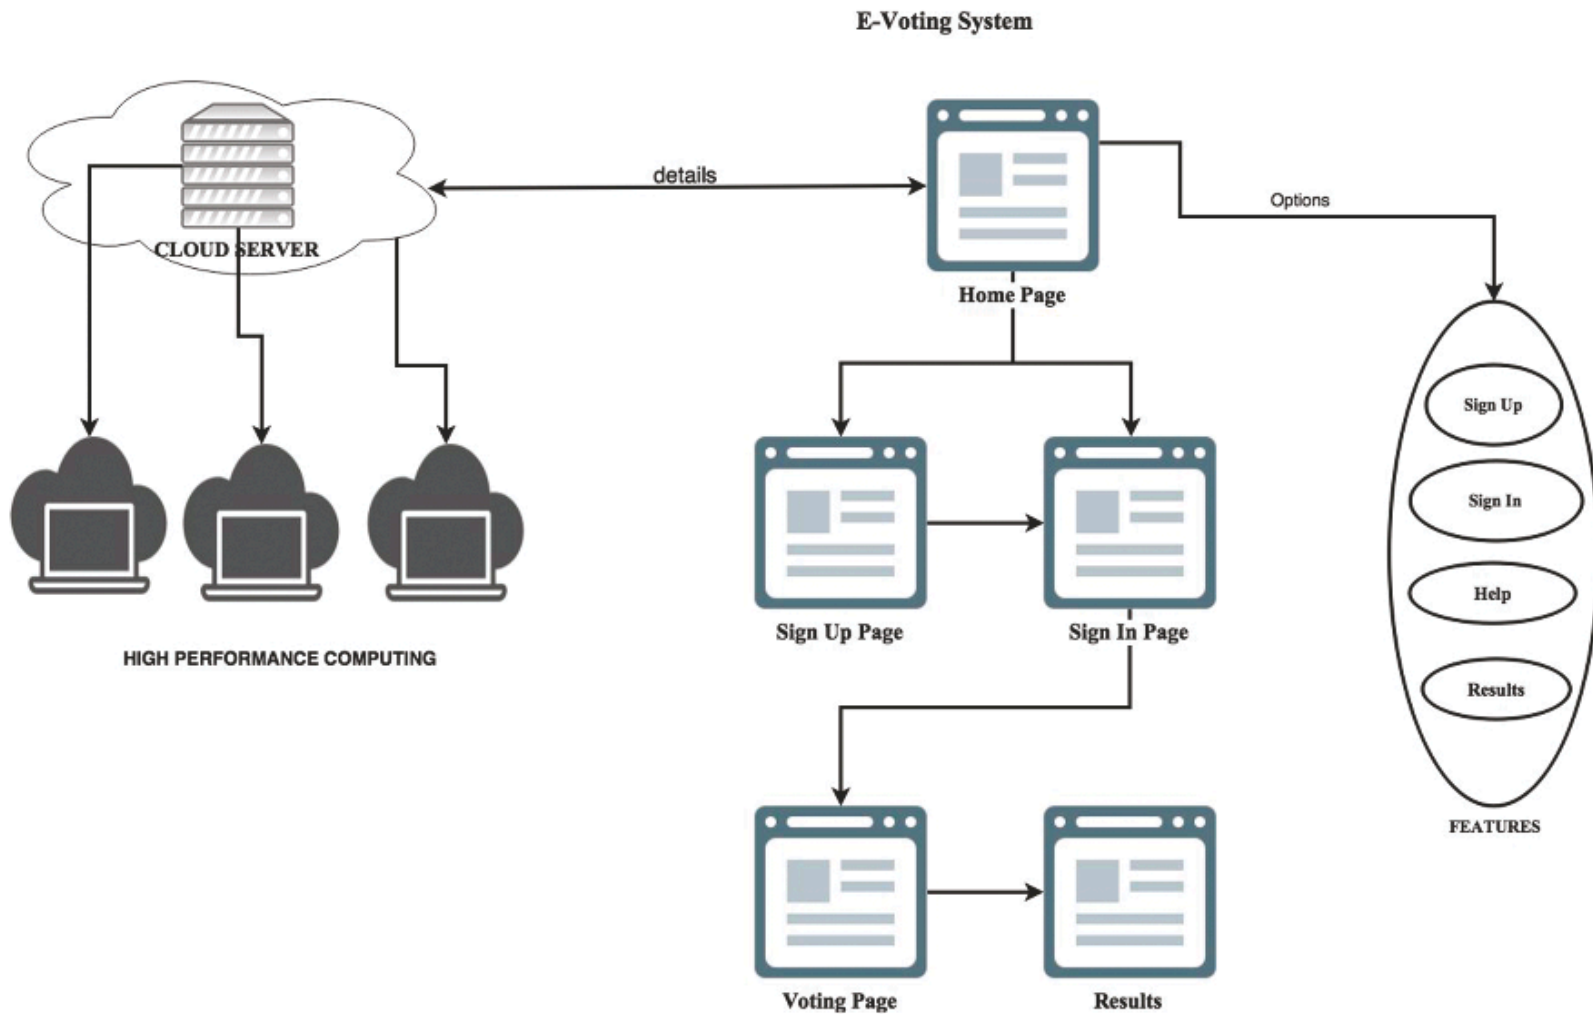 E-Voting System
CLOUD SERVER
details
Options
Home Page
Sign Up
Sign In
Help
Results
FEATURES
Sign Up Page
Sign In Page
HIGH PERFORMANCE COMPUTING
Voting Page
Results